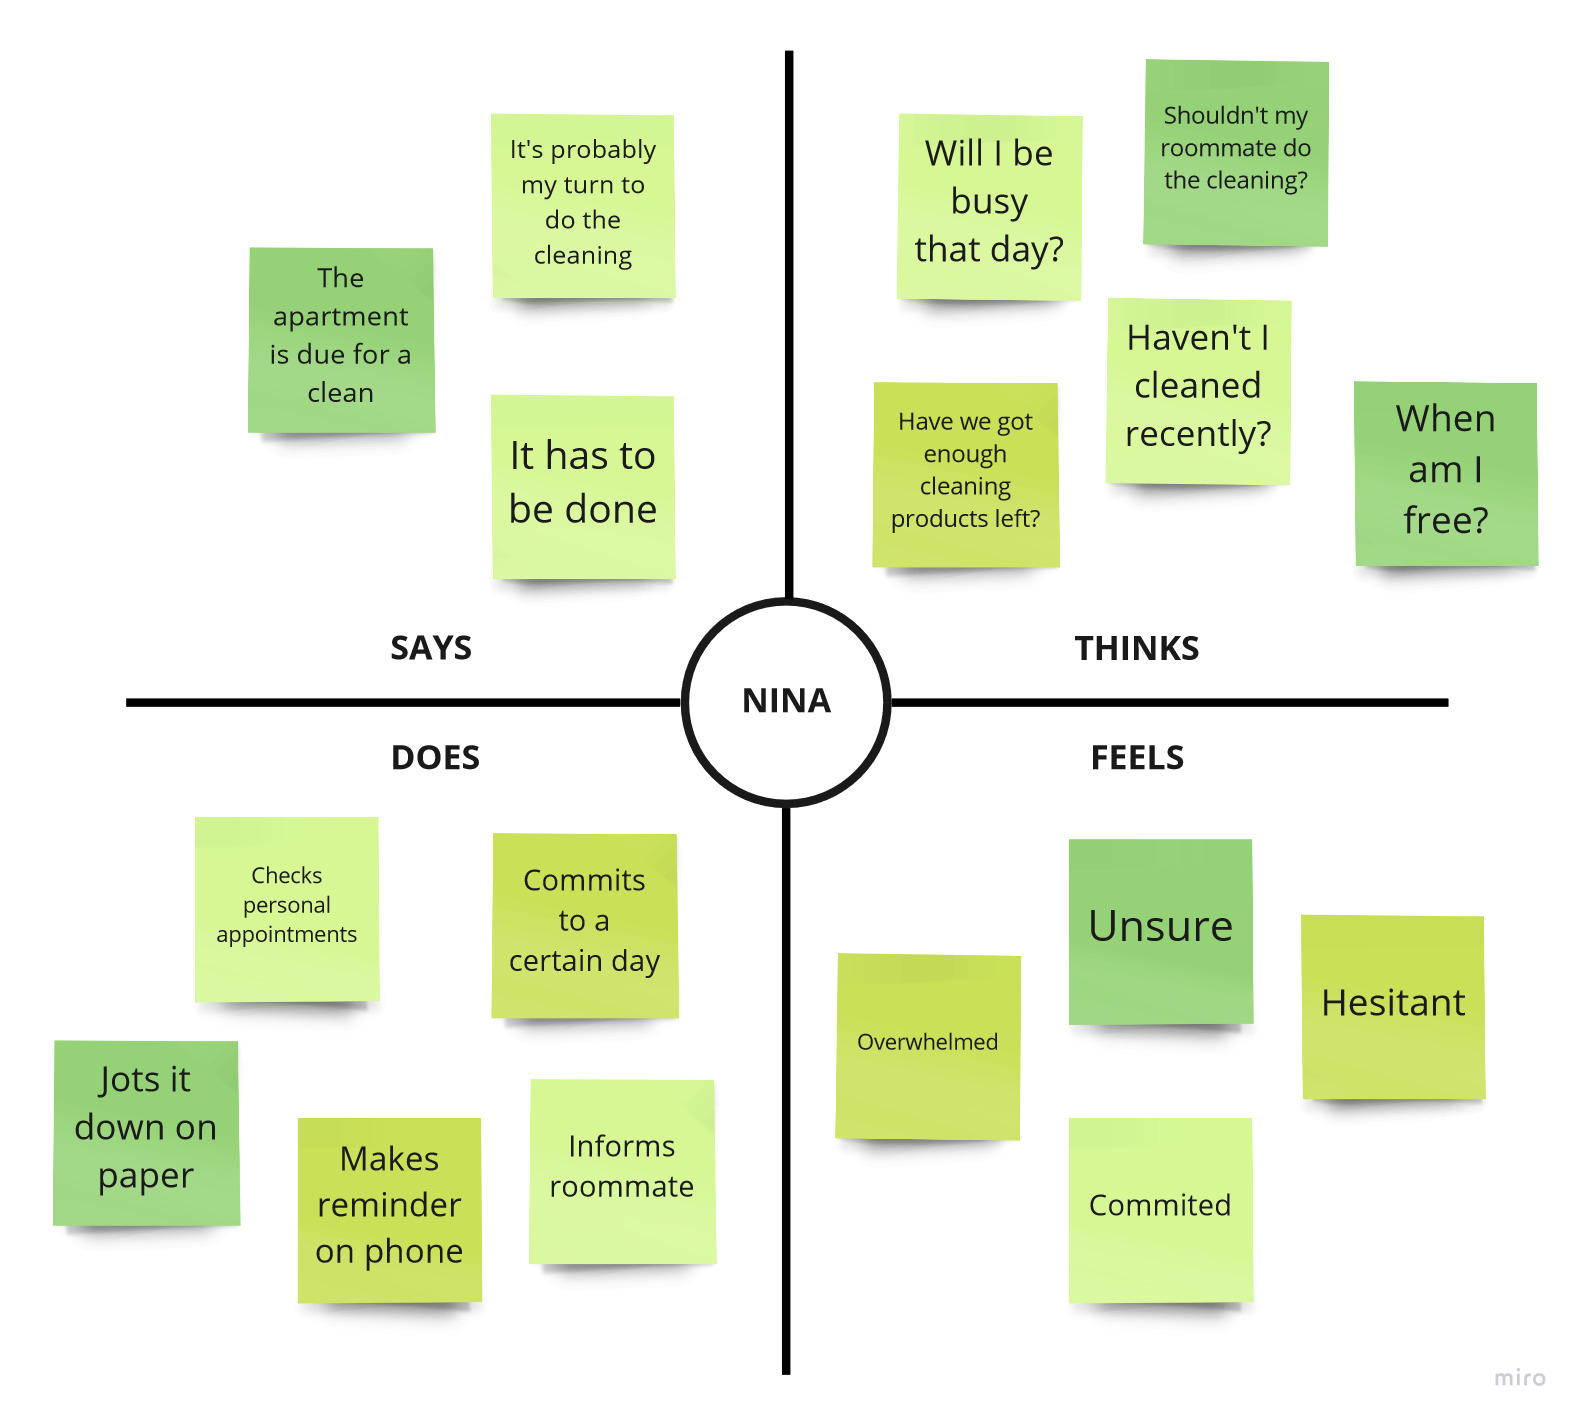 It's probably
my turn to
do the
cleaning
The
apartment
is due for a
clean
It has to
be done
SAYS
Will I be
busy
that day?
Shouldn't my
roommate do
the cleaning?
Haven't I
cleaned
recently?
Have we got
enough
cleaning
products left?
When
am I
free?
THINKS
NINA
DOES
Checks
personal
appointments
Commits
to a
certain day
Jots it
down on
paper
Makes
reminder
on phone
Informs
roommate
FEELS
Unsure
Hesitant
Overwhelmed
Commited
miro